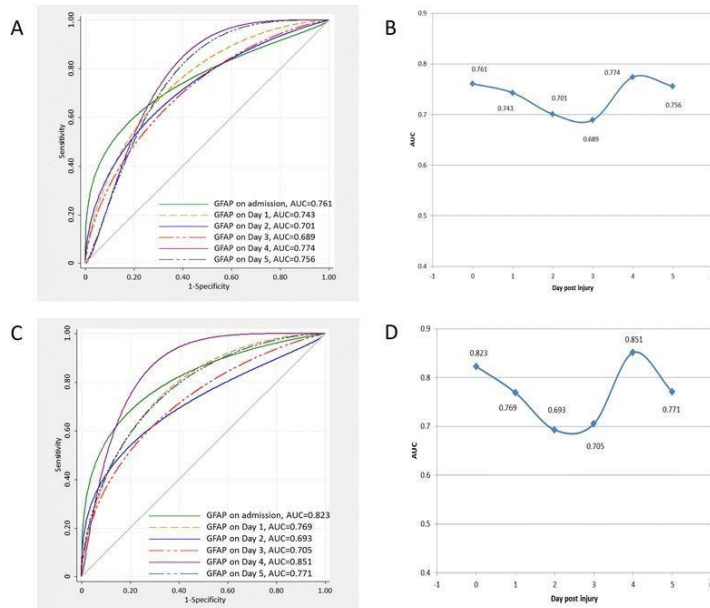 A
Sensitivity
1.00
0.80
0.60
0.40
0.20
0
GFAP on admission, AUC=0.761
GFAP on Day 1, AUC=0.743
GFAP on Day 2, AUC=0.701
GFAP on Day 3, AUC=0.689
GFAP on Day 4, AUC=0.774
GFAP on Day 5, AUC=0.756
0 0.20 0.40 0.60 0.80 1.00
1-Specificity
B
AUC
0.9
0.8
0.7
0.6
0.5
0.4
0.761
0.743
0.701
0.689
0.774
0.756
-1 0 1 2 3 4 5
Day post injury
C
Sensitivity
1.00
0.80
0.60
0.40
0.20
0
GFAP on admission, AUC=0.823
GFAP on Day 1, AUC=0.769
GFAP on Day 2, AUC=0.693
GFAP on Day 3, AUC=0.705
GFAP on Day 4, AUC=0.851
GFAP on Day 5, AUC=0.771
0 0.20 0.40 0.60 0.80 1.00
1-Specificity
D
AUC
0.9
0.8
0.7
0.6
0.5
0.4
0.823
0.769
0.693
0.705
0.851
0.771
-1 0 1 2 3 4 5
Day post injury